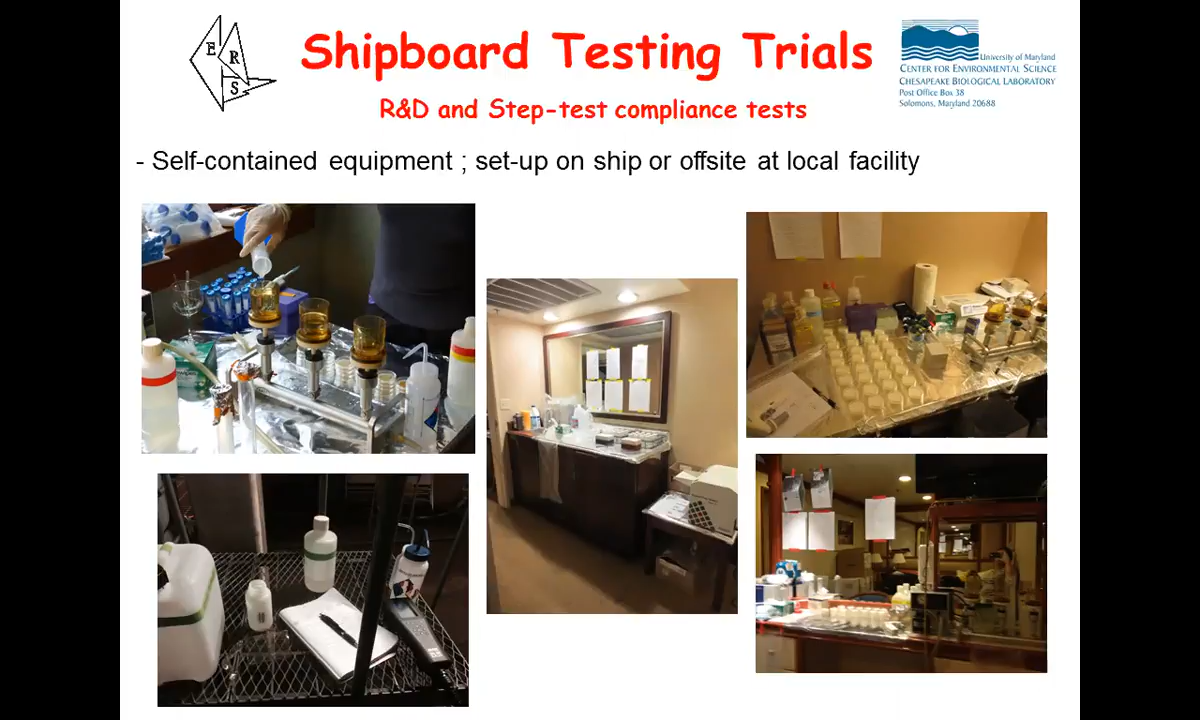 E
R
S
Shipboard Testing Trials
R&D and Step-test compliance tests
University of Maryland
CENTER FOR ENVIRONMENTAL SCIENCE
CHESAPEAKE BIOLOGICAL LABORATORY
Post Office Box 38
Solomons, Maryland 20688
- Self-contained equipment ; set-up on ship or offsite at local facility